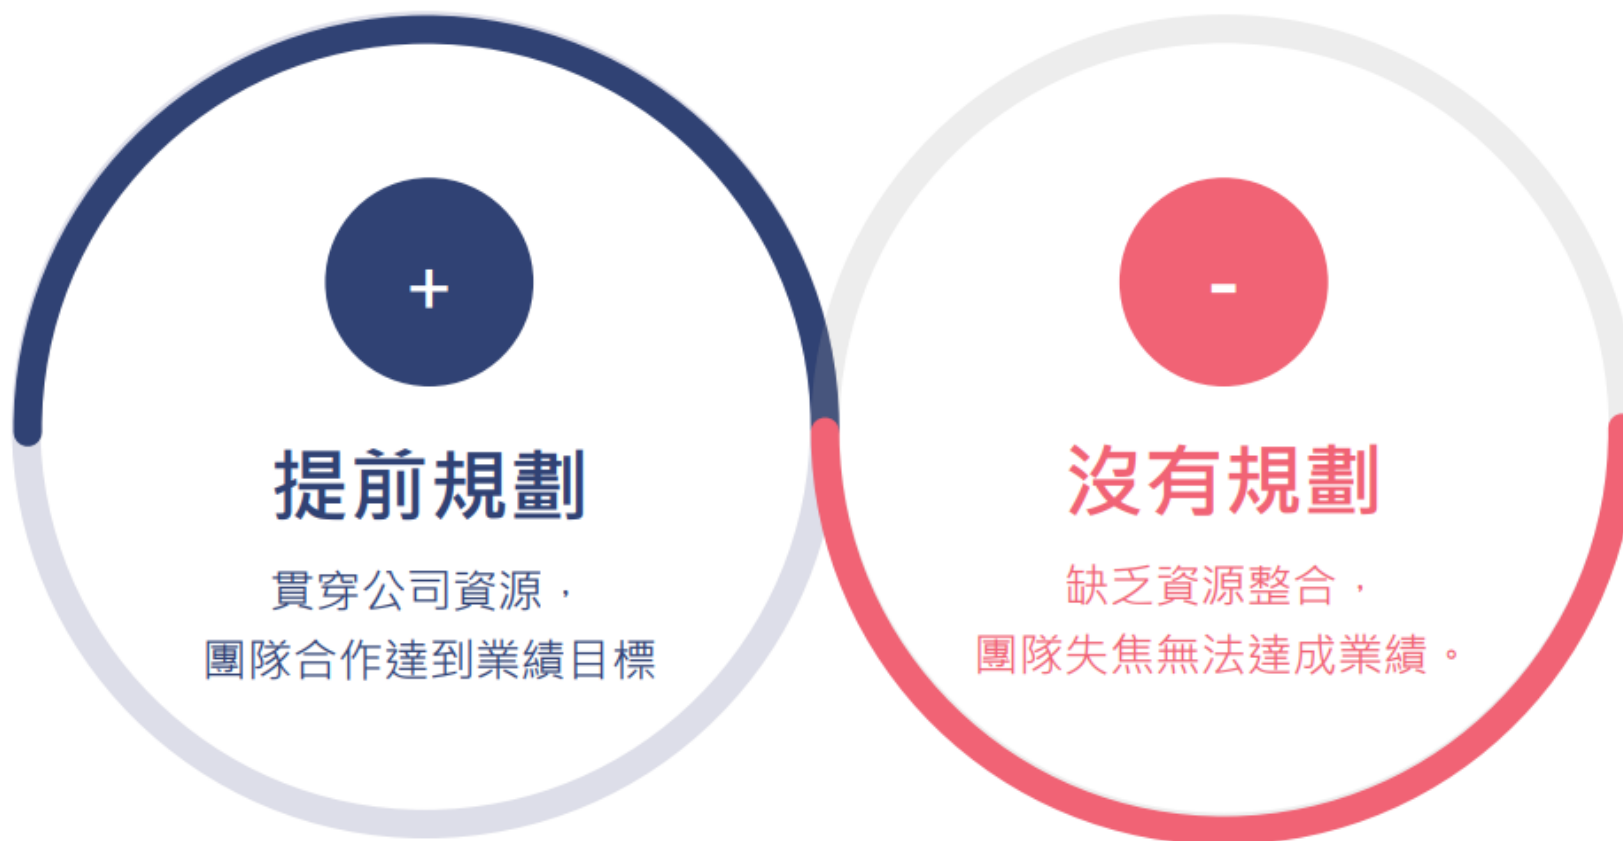 +
提前規劃
貫穿公司資源，
團隊合作達到業績目標
-
沒有規劃
缺乏資源整合，
團隊失焦無法達成業績。